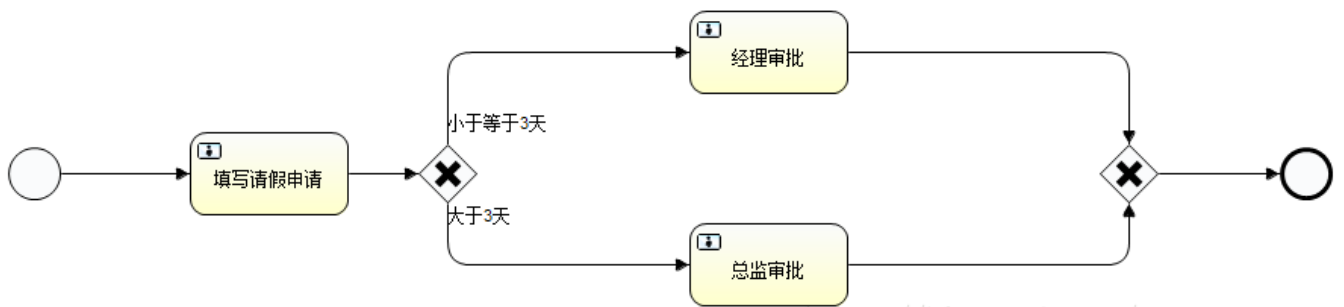 经理审批
小于等于3天
填写请假申请
大于3天
总监审批